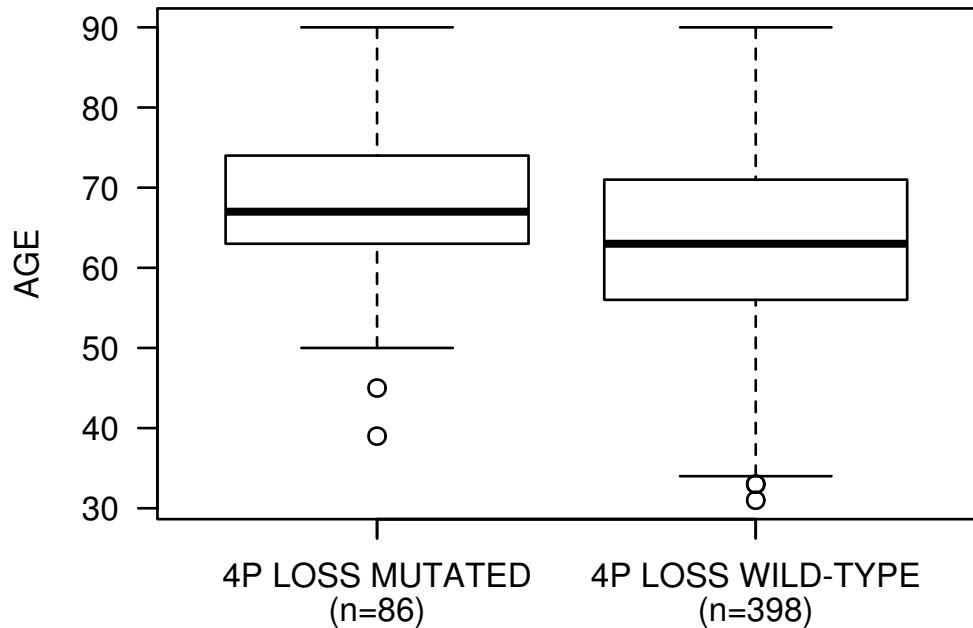 AGE
90
80
70
60
50
40
30
4P LOSS MUTATED
(n=86)
4P LOSS WILD-TYPE
(n=398)